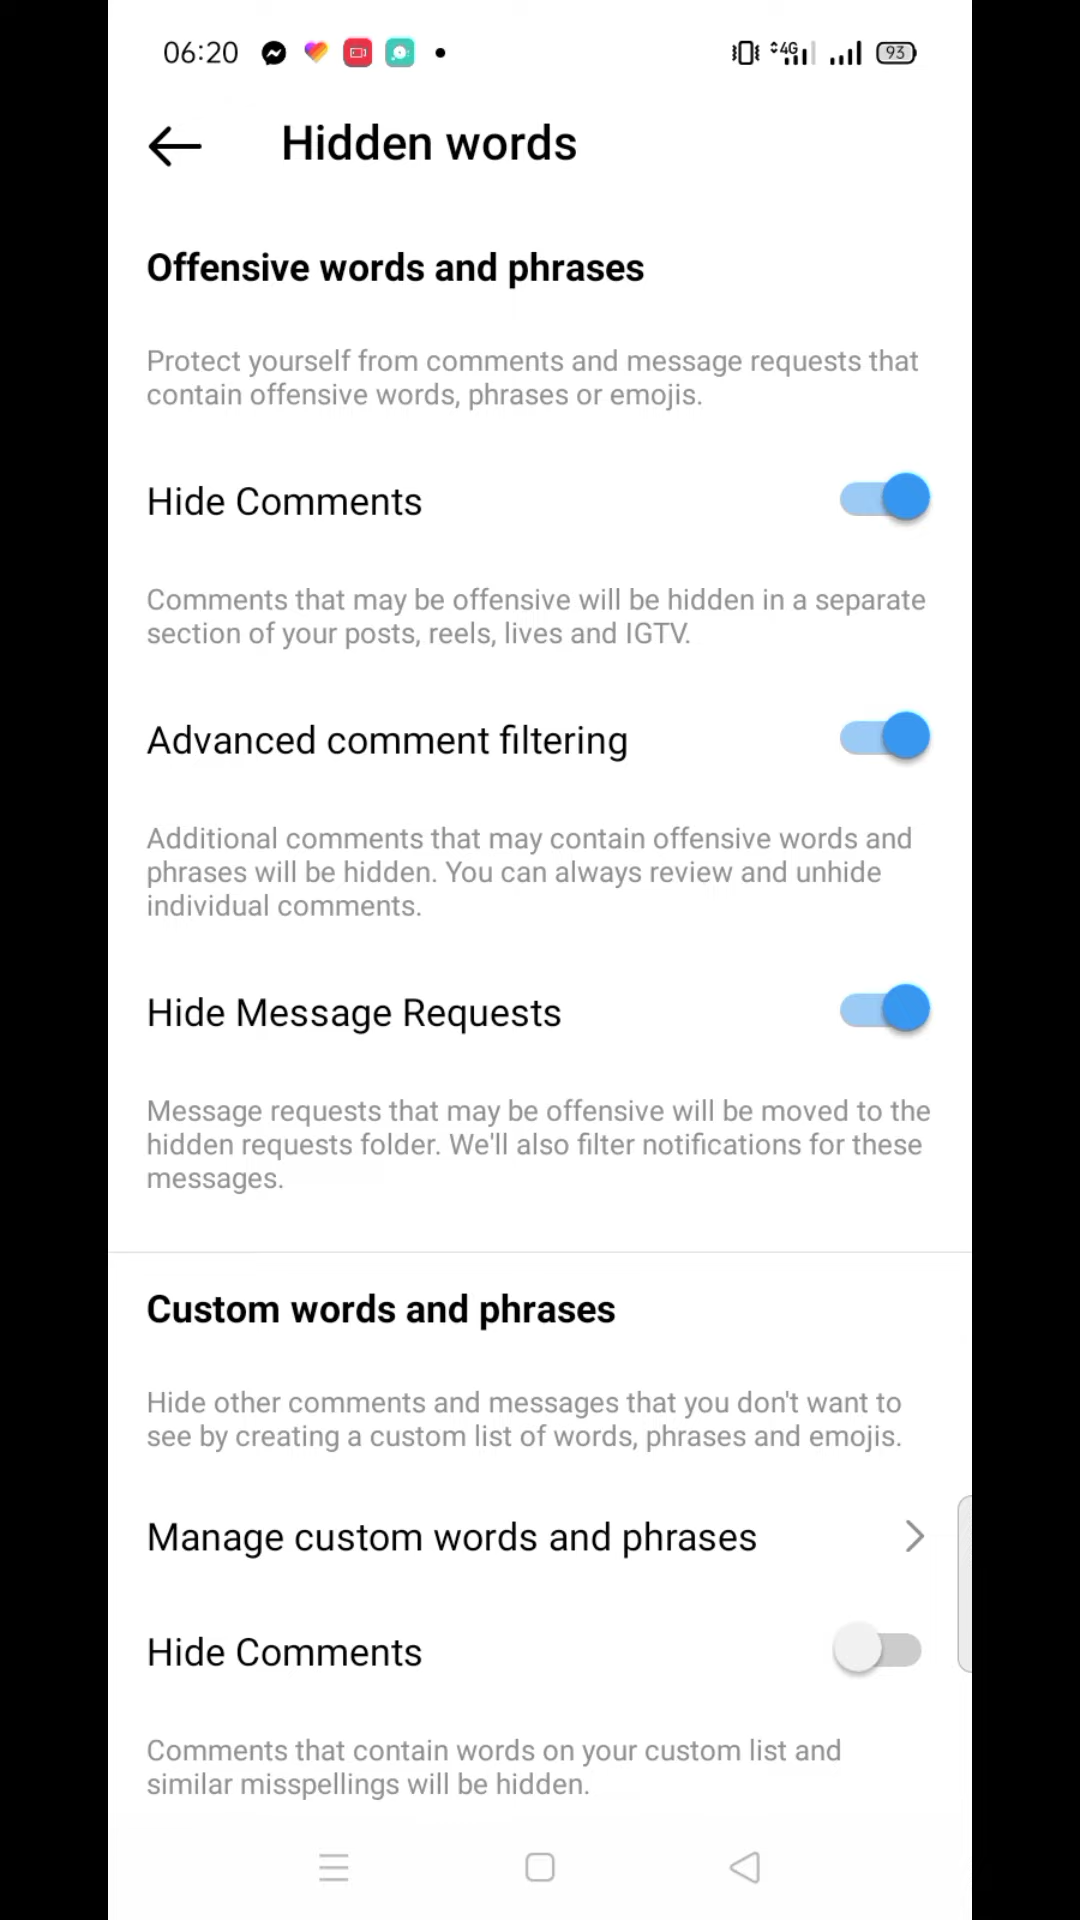 06:20
4G
93
Hidden words
Offensive words and phrases
Protect yourself from comments and message requests that
contain offensive words, phrases or emojis.
Hide Comments
Comments that may be offensive will be hidden in a separate
section of your posts, reels, lives and IGTV.
Advanced comment filtering
Additional comments that may contain offensive words and
phrases will be hidden. You can always review and unhide
individual comments.
Hide Message Requests
Message requests that may be offensive will be moved to the
hidden requests folder. We'll also filter notifications for these
messages.
Custom words and phrases
Hide other comments and messages that you don't want to
see by creating a custom list of words, phrases and emojis.
Manage custom words and phrases
Hide Comments
Comments that contain words on your custom list and
similar misspellings will be hidden.